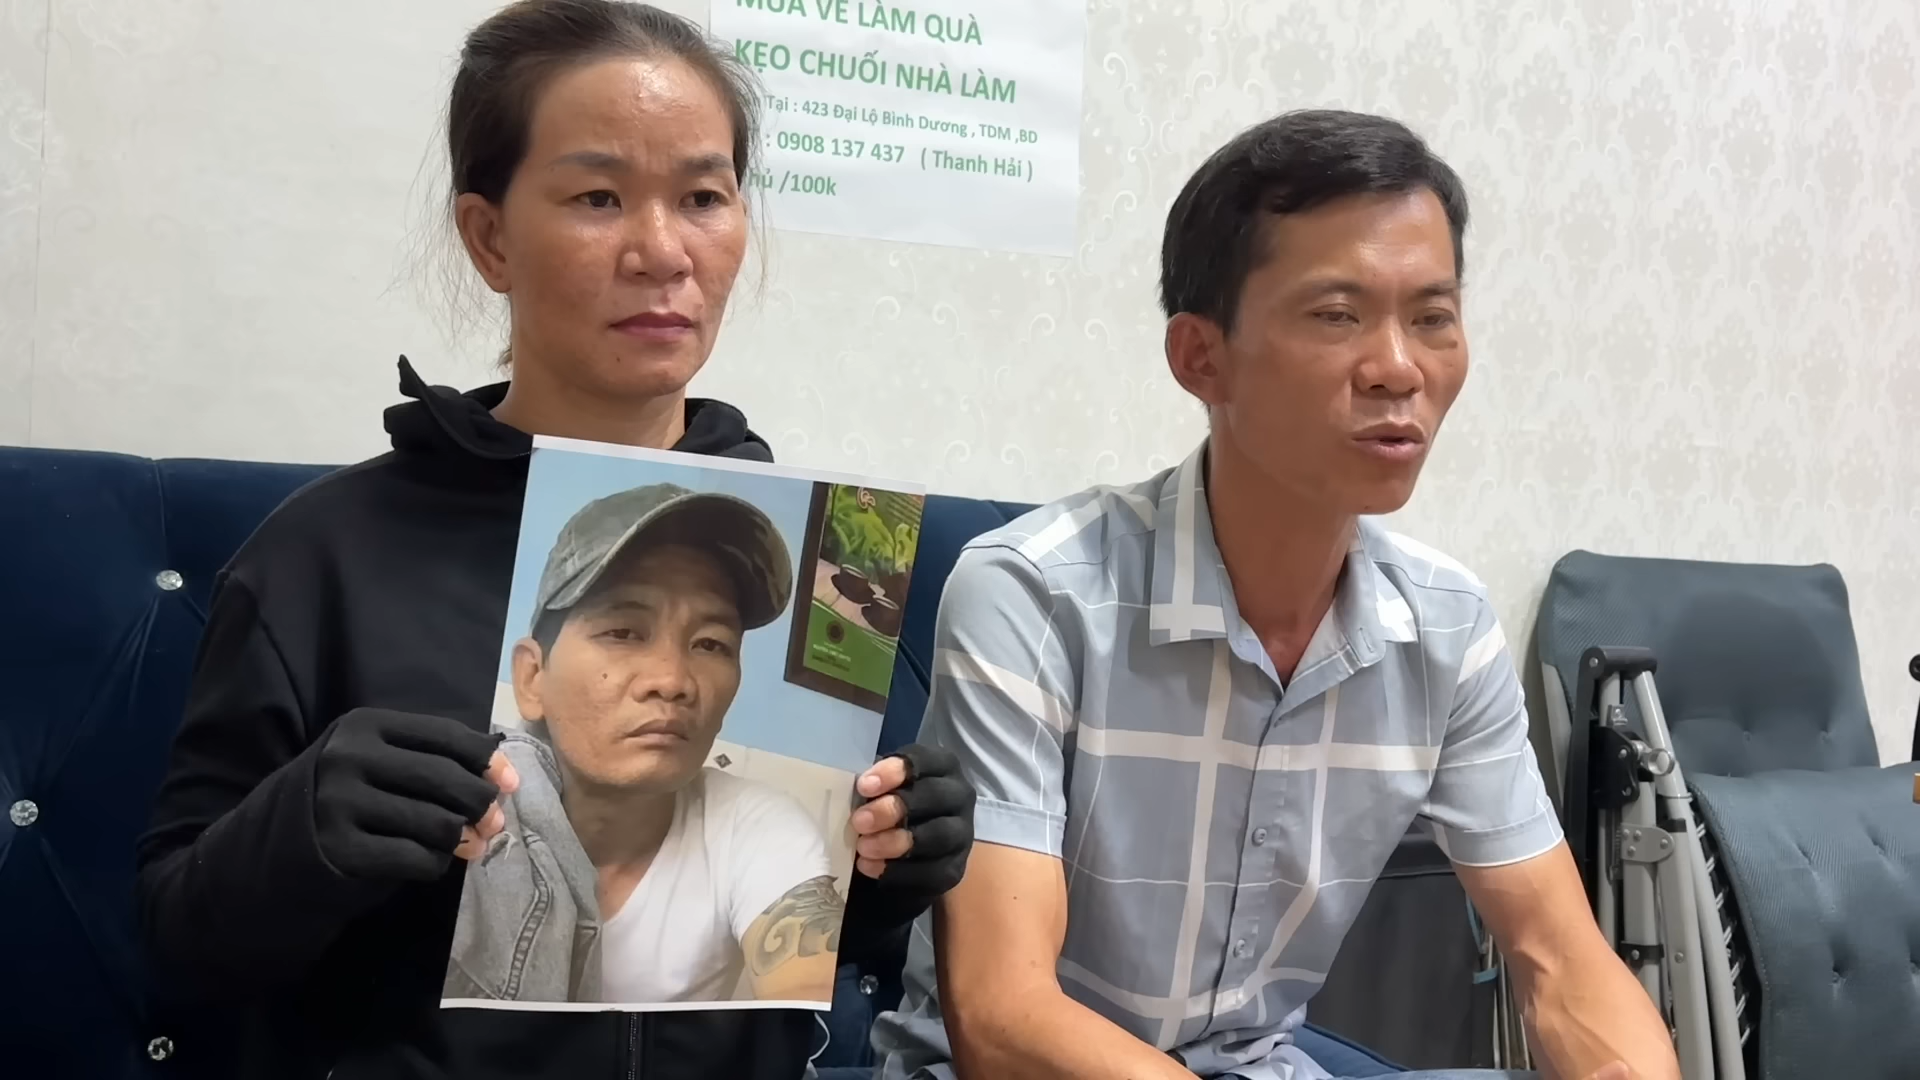 MUA VỀ LÀM QUÀ
KẸO CHUỐI NHÀ LÀM
Tại : 423 Đại Lộ Bình Dương , TDM ,BD
: 0908 137 437 ( Thanh Hải )
/100k